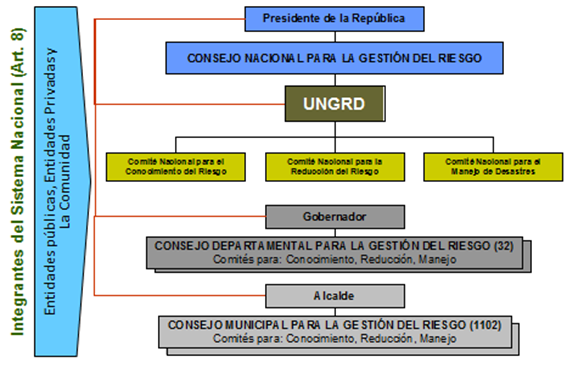 Integrantes del Sistema Nacional (Art. 8)
Entidades públicas, Entidades Privadas y
La Comunidad
Presidente de la República
CONSEJO NACIONAL PARA LA GESTIÓN DEL RIESGO
UNGRD
Comité Nacional para el
Conocimiento del Riesgo
Comité Nacional para la
Reducción del Riesgo
Comité Nacional para el
Manejo de Desastres
Gobernador
CONSEJO DEPARTAMENTAL PARA LA GESTIÓN DEL RIESGO (32)
Comités para: Conocimiento, Reducción, Manejo
Alcalde
CONSEJO MUNICIPAL PARA LA GESTIÓN DEL RIESGO (1102)
Comités para: Conocimiento, Reducción, Manejo